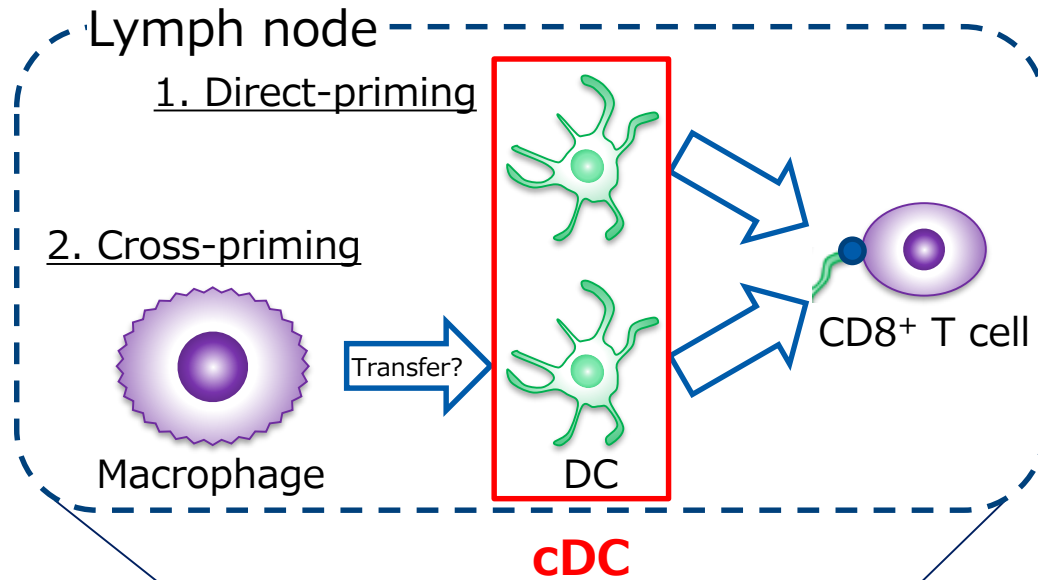 Lymph node
1. Direct-priming
2. Cross-priming
Transfer?
CD8⁺ T cell
Macrophage
DC
cDC